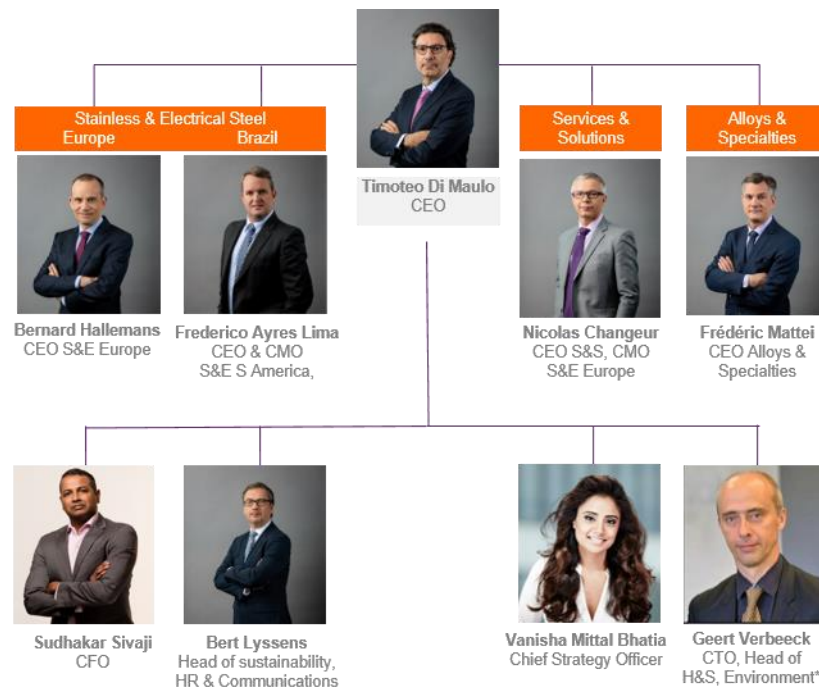 Stainless & Electrical Steel
Europe Brazil
Services &
Solutions
Alloys &
Specialties
Timoteo Di Maulo
CEO
Bernard Hallemans
CEO S&E Europe
Frederico Ayres Lima
CEO & CMO
S&E S America,
Nicolas Changeur
CEO S&S, CMO
S&E Europe
Frédéric Mattei
CEO Alloys &
Specialties
Sudhakar Sivaji
CFO
Bert Lyssens
Head of sustainability,
HR & Communications
Vanisha Mittal Bhatia
Chief Strategy Officer
Geert Verbeeck
CTO, Head of
H&S, Environment*